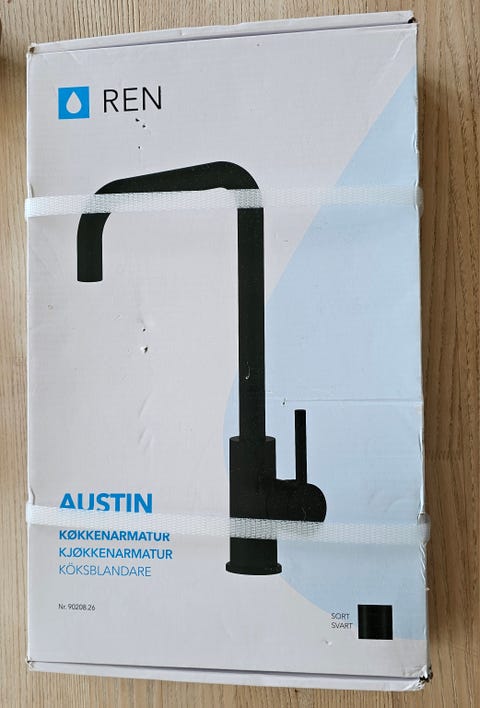 REN
AUSTIN
KØKKENARMATUR
KJØKKENARMATUR
KÖKSBLANDARE
Nr. 90208.26
SORT
SVART